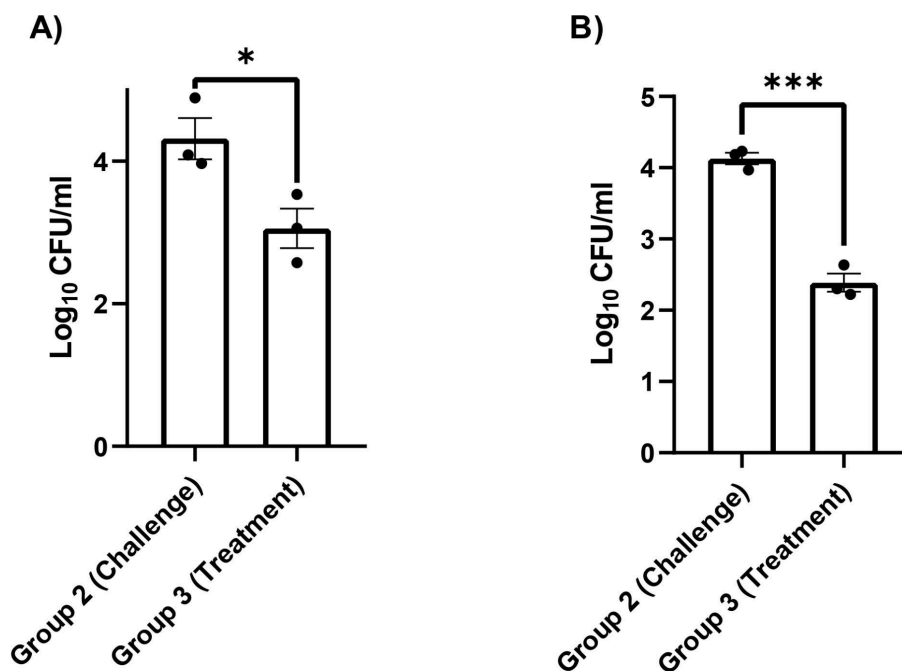 A)
*
4
2
0
Log10 CFU/ml
Group 2 (Challenge)
Group 3 (Treatment)
B)
***
5
4
3
2
1
0
Log10 CFU/ml
Group 2 (Challenge)
Group 3 (Treatment)